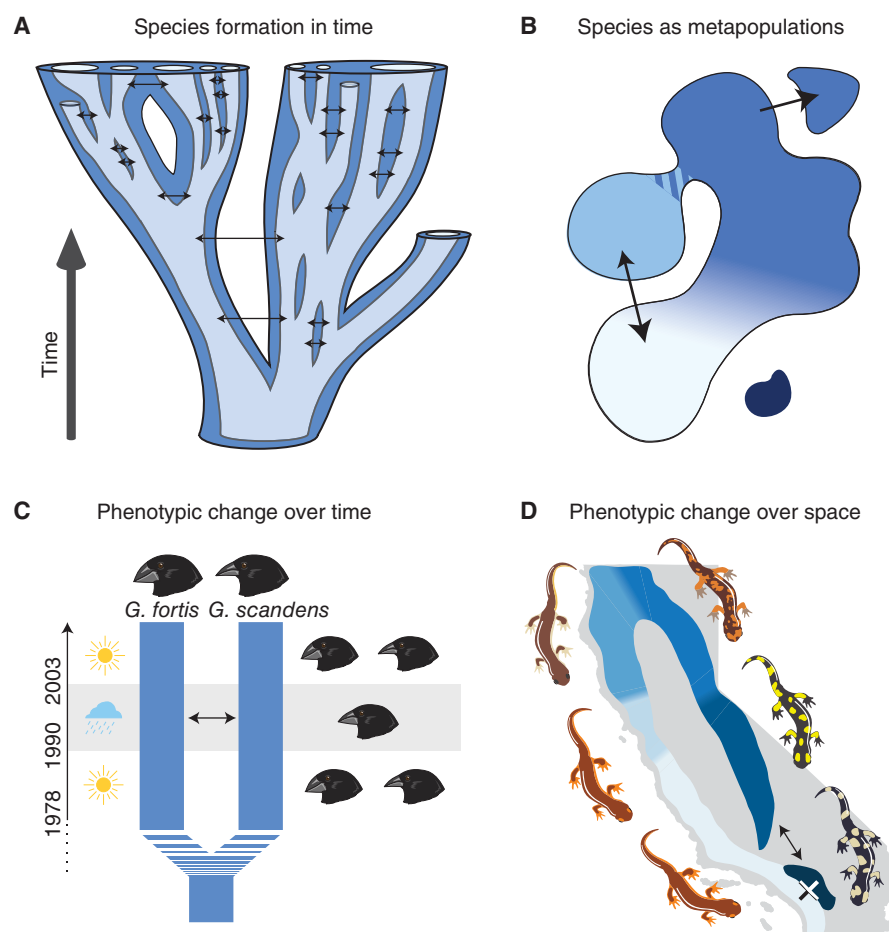 A Species formation in time
B Species as metapopulations
Time
C Phenotypic change over time
D Phenotypic change over space
G. fortis G. scandens
2003
1990
1978